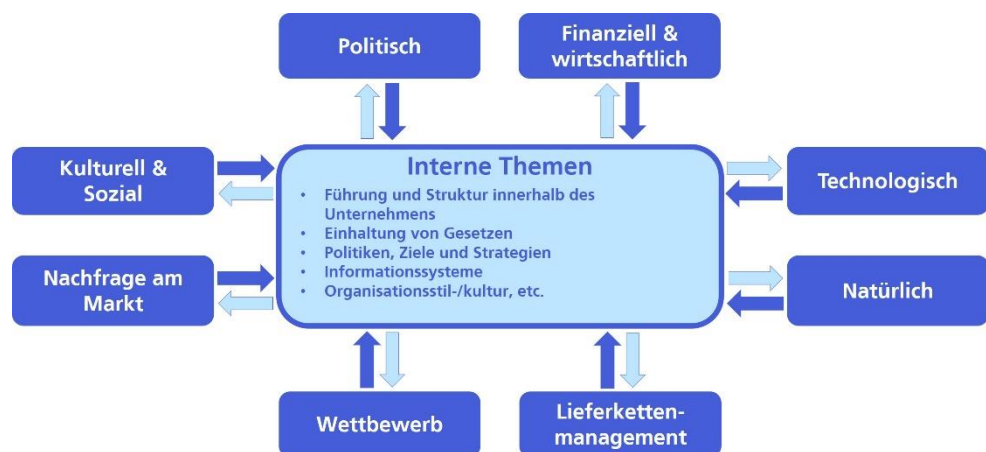 Politisch
Finanziell &
wirtschaftlich
Kulturell &
Sozial
Interne Themen
• Führung und Struktur innerhalb des
Unternehmens
• Einhaltung von Gesetzen
• Politiken, Ziele und Strategien
• Informationssysteme
• Organisationsstil-/kultur, etc.
Technologisch
Nachfrage am
Markt
Natürlich
Wettbewerb
Lieferketten-
management